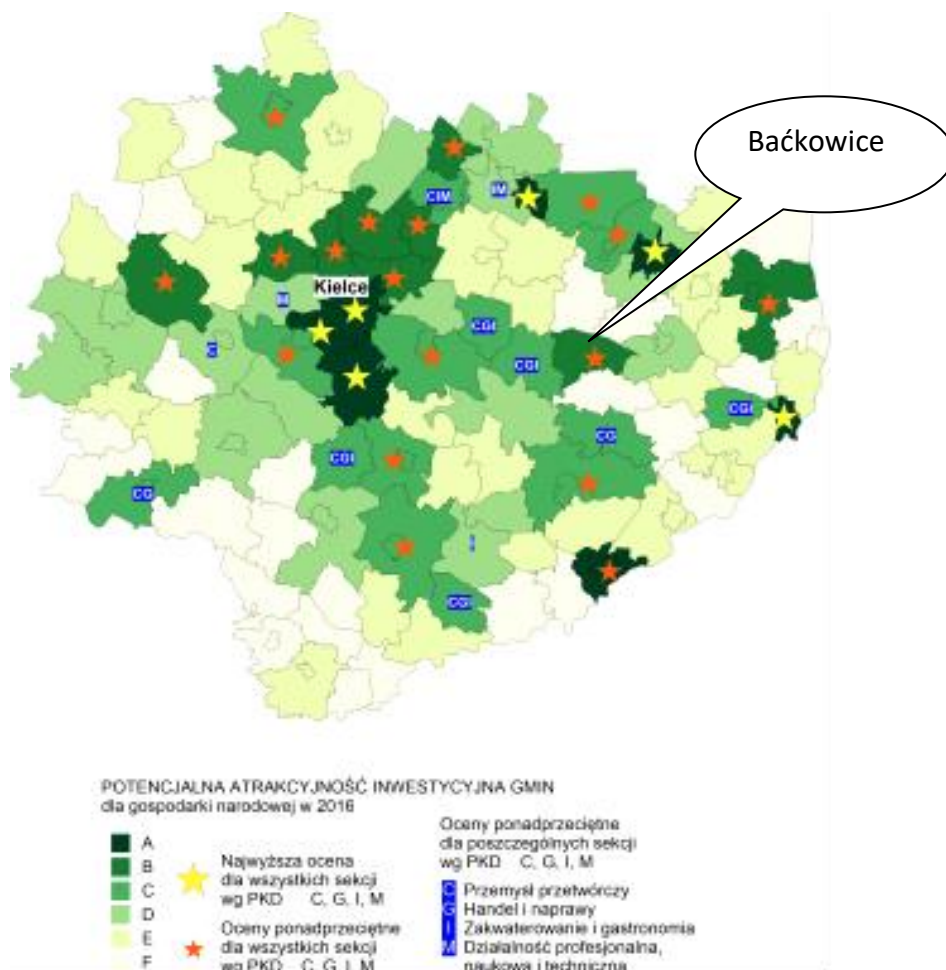 Baćkowice
CIM
IM
Kielce
M
CGI
C
CGI
CGI
CG
CGI
CG
I
CGI
POTENCJALNA ATRAKCYJNOŚĆ INWESTYCYJNA GMIN
dla gospodarki narodowej w 2016
A
B
C
D
E
F
Najwyższa ocena
dla wszystkich sekcji
wg PKD C, G, I, M
Oceny ponadprzeciętne
dla wszystkich sekcji
wg PKD C, G, I, M
Oceny ponadprzeciętne
dla poszczególnych sekcji
wg PKD C, G, I, M
C Przemysł przetwórczy
G Handel i naprawy
I Zakwaterowanie i gastronomia
M Działalność profesjonalna,
naukowa i techniczna